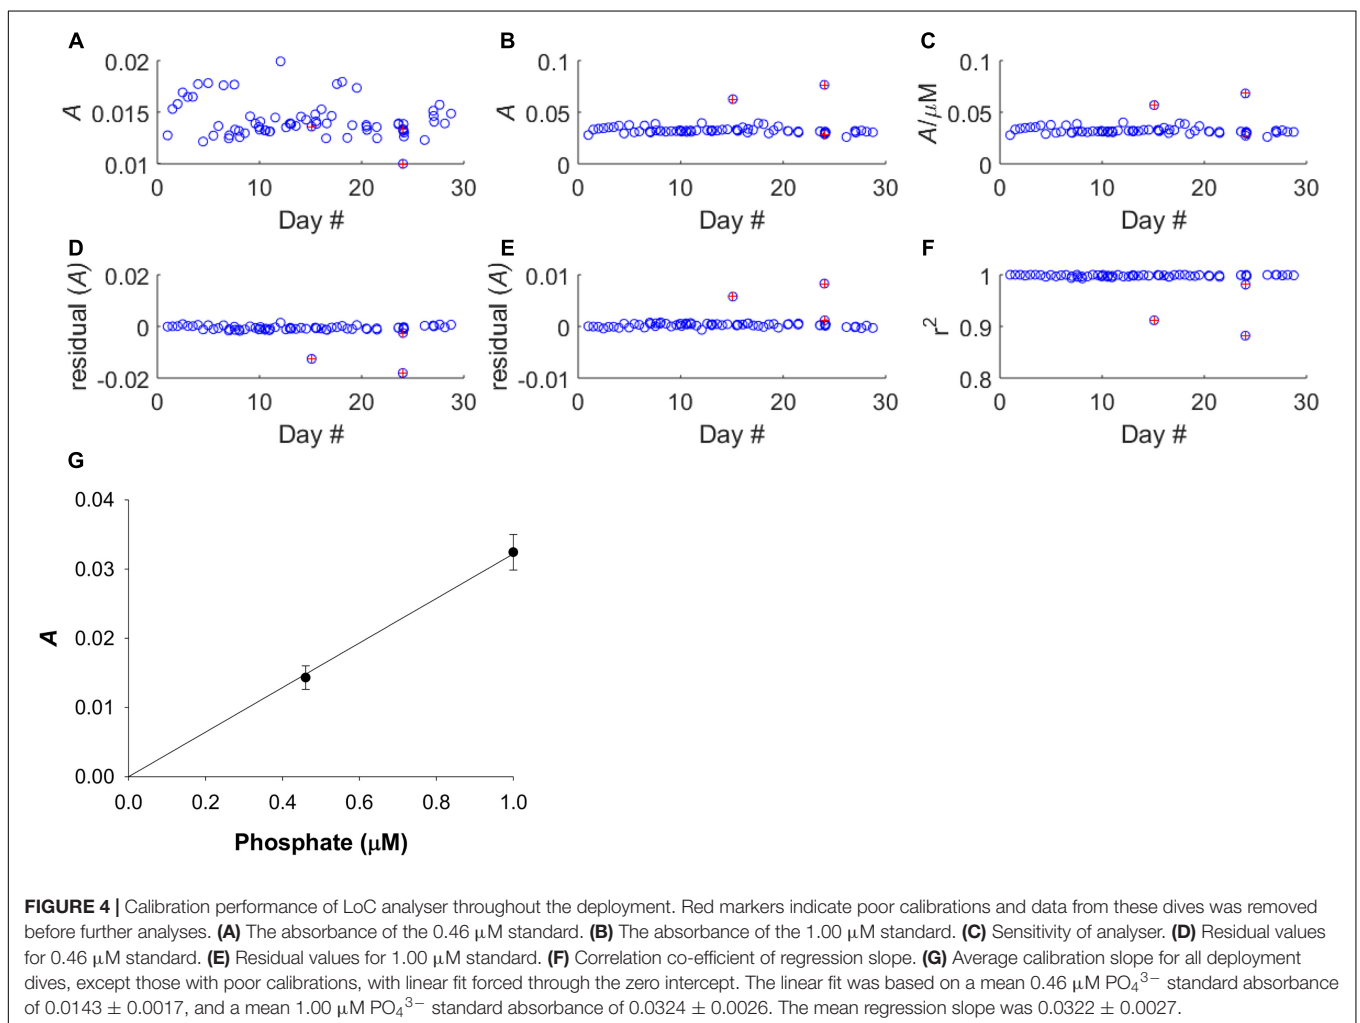 A
B
C
0.02
0.015
0.01
A
0 10 20 30
Day #
0.1
0.05
0
A
0 10 20 30
Day #
0.1
0.05
0
A/μM
0 10 20 30
Day #
D
E
F
0.02
0
-0.02
residual (A)
0 10 20 30
Day #
0.01
0
-0.01
residual (A)
0 10 20 30
Day #
1
0.9
0.8
r²
0 10 20 30
Day #
G
0.04
0.03
0.02
0.01
0.00
A
0.0 0.2 0.4 0.6 0.8 1.0
Phosphate (μM)
FIGURE 4 | Calibration performance of LoC analyser throughout the deployment. Red markers indicate poor calibrations and data from these dives was removed
before further analyses. (A) The absorbance of the 0.46 μM standard. (B) The absorbance of the 1.00 μM standard. (C) Sensitivity of analyser. (D) Residual values
for 0.46 μM standard. (E) Residual values for 1.00 μM standard. (F) Correlation co-efficient of regression slope. (G) Average calibration slope for all deployment
dives, except those with poor calibrations, with linear fit forced through the zero intercept. The linear fit was based on a mean 0.46 μM PO₄³⁻ standard absorbance
of 0.0143 ± 0.0017, and a mean 1.00 μM PO₄³⁻ standard absorbance of 0.0324 ± 0.0026. The mean regression slope was 0.0322 ± 0.0027.